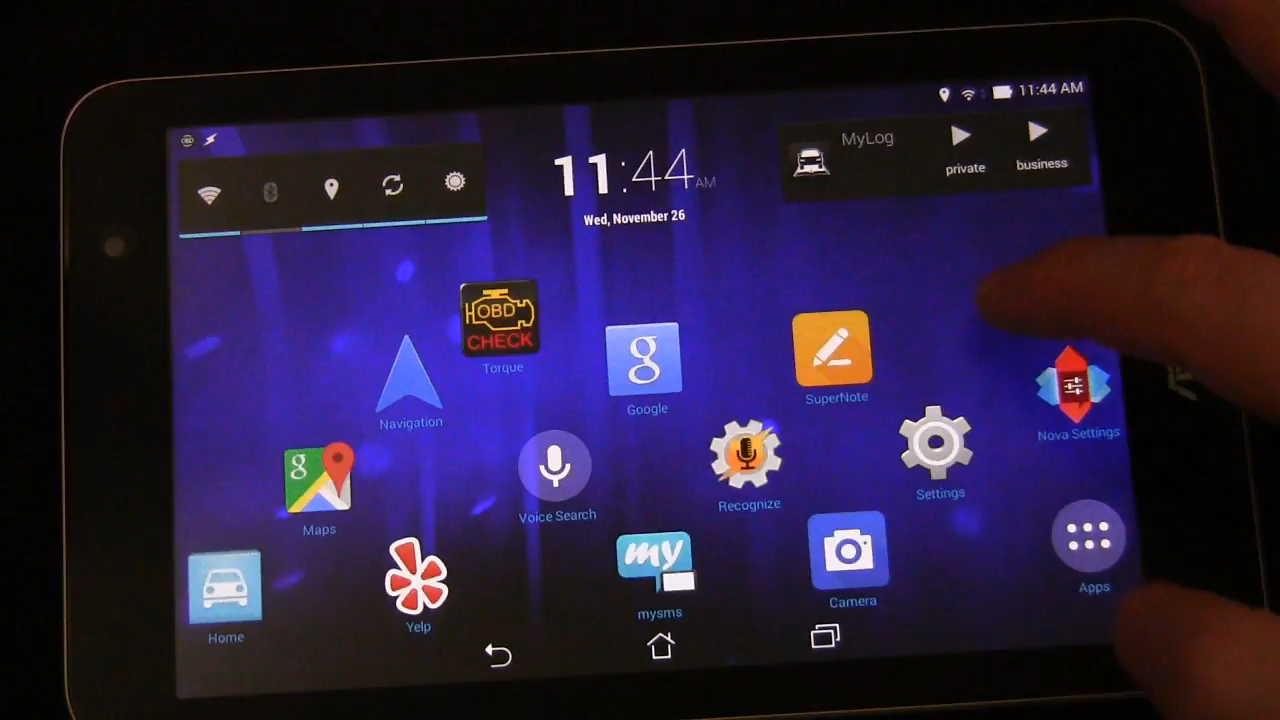 11:44 AM
11:44 AM
Wed, November 26
MyLog
private
business
OBD
CHECK
Torque
g
Google
SuperNote
Navigation
Nova Settings
g
Maps
Voice Search
Recognize
Settings
my
mysms
Camera
Apps
Home
Yelp